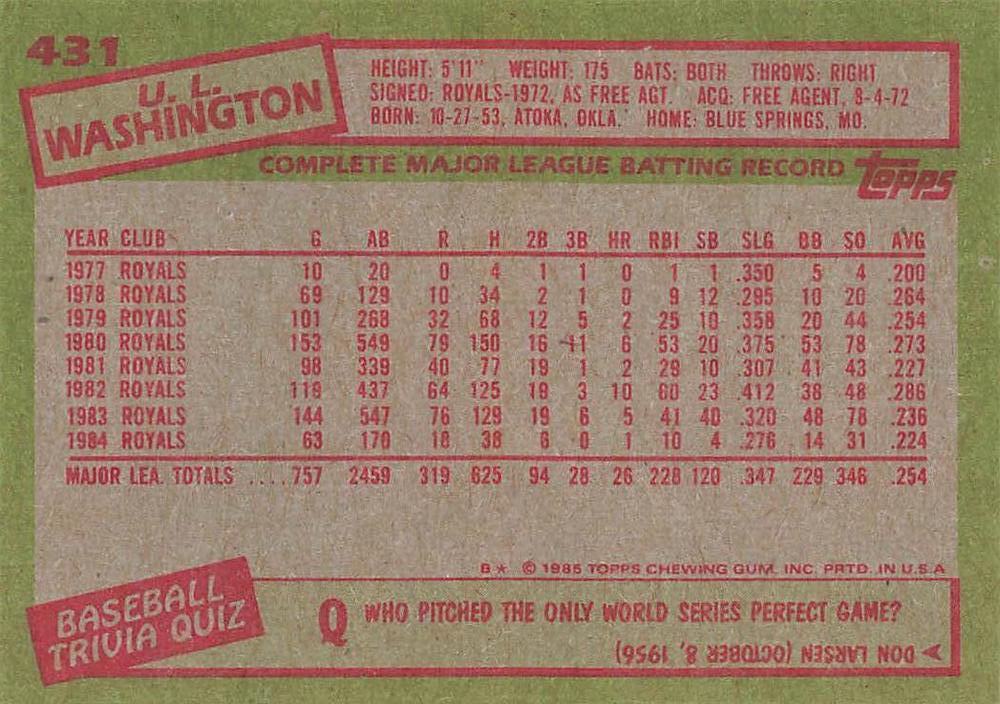 431
U. L.
WASHINGTON
HEIGHT: 5'11" WEIGHT: 175 BATS: BOTH THROWS: RIGHT
SIGNED: ROYALS-1972, AS FREE AGT. ACQ: FREE AGENT, 8-4-72
BORN: 10-27-53, ATOKA, OKLA. HOME: BLUE SPRINGS, MO.
COMPLETE MAJOR LEAGUE BATTING RECORD topps
YEAR CLUB G AB R H 2B 3B HR RBI SB SLG BB SO AVG
1977 ROYALS 10 20 0 4 1 1 0 1 1 .350 5 4 .200
1978 ROYALS 69 129 10 34 2 1 0 9 12 .295 10 20 .264
1979 ROYALS 101 268 32 68 12 5 2 25 10 .358 20 44 .254
1980 ROYALS 153 549 79 150 16 11 6 53 20 .375 53 78 .273
1981 ROYALS 98 339 40 77 19 1 2 29 10 .307 41 43 .227
1982 ROYALS 119 437 64 125 19 3 10 60 23 .412 38 48 .286
1983 ROYALS 144 547 76 129 19 6 5 41 40 .320 48 78 .236
1984 ROYALS 63 170 18 38 6 0 1 10 4 .276 14 31 .224
MAJOR LEA. TOTALS ....757 2459 319 625 94 28 26 228 120 .347 229 346 .254
B★ © 1985 TOPPS CHEWING GUM, INC. PRTD. IN U.S.A
BASEBALL
TRIVIA QUIZ
Q WHO PITCHED THE ONLY WORLD SERIES PERFECT GAME?
➤ DON LARSEN (OCTOBER 8, 1956)